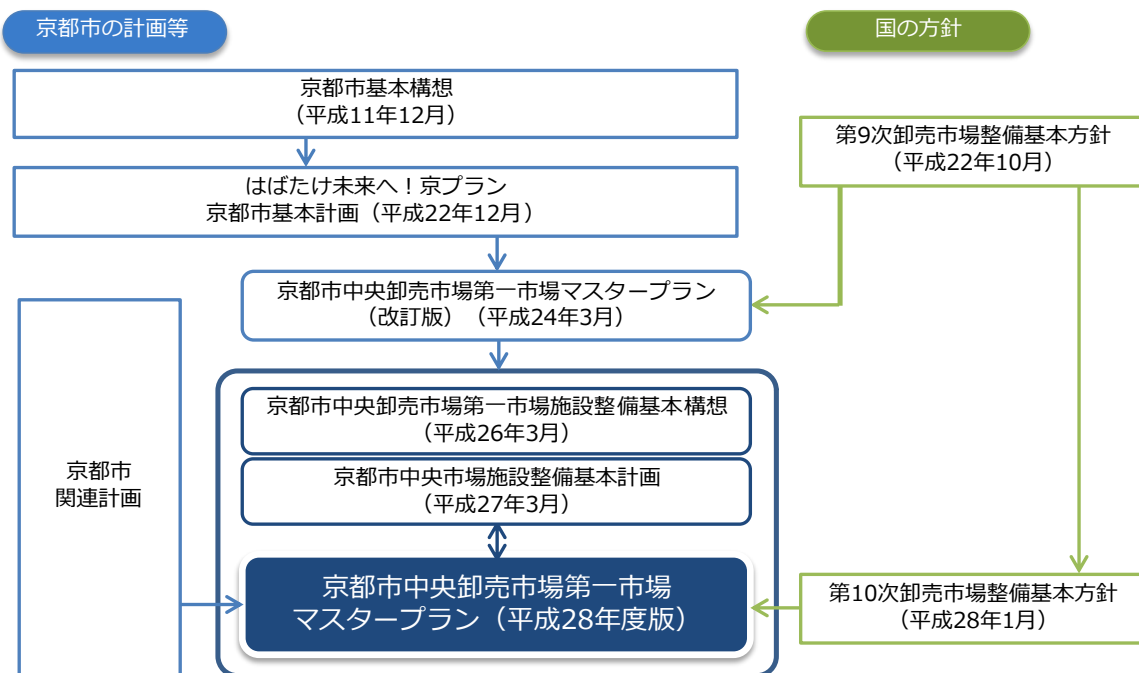 京都市の計画等
国の方針
京都市基本構想
（平成11年12月）
第9次卸売市場整備基本方針
（平成22年10月）
はばたけ未来へ！京プラン
京都市基本計画（平成22年12月）
京都市中央卸売市場第一市場マスタープラン
（改訂版）（平成24年3月）
京都市中央卸売市場第一市場施設整備基本構想
（平成26年3月）
京都市中央市場施設整備基本計画
（平成27年3月）
京都市
関連計画
京都市中央卸売市場第一市場
マスタープラン（平成28年度版）
第10次卸売市場整備基本方針
（平成28年1月）